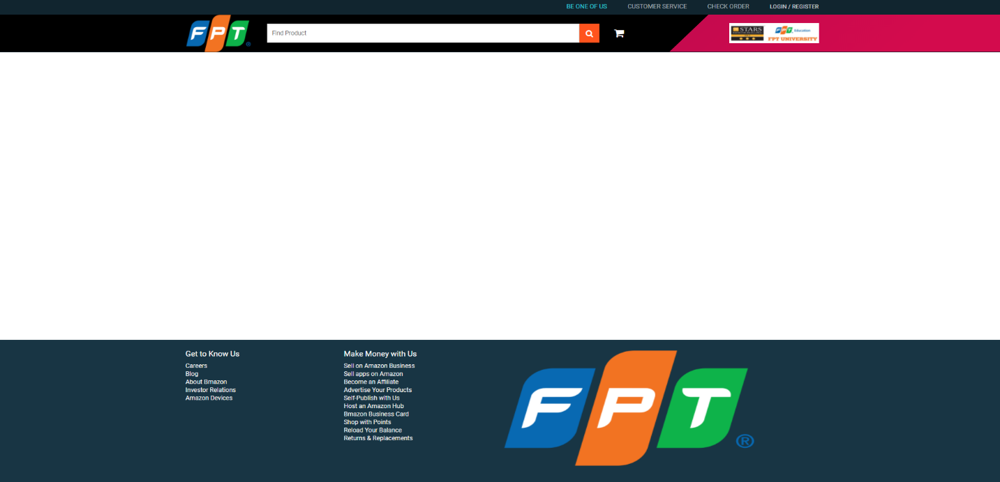 BE ONE OF US CUSTOMER SERVICE CHECK ORDER LOGIN / REGISTER
FPT®
Find Product
STARS
FPT Education
FPT UNIVERSITY
Get to Know Us
Careers
Blog
About Bmazon
Investor Relations
Amazon Devices
Make Money with Us
Sell on Amazon Business
Sell apps on Amazon
Become an Affiliate
Advertise Your Products
Self-Publish with Us
Host an Amazon Hub
Bmazon Business Card
Shop with Points
Reload Your Balance
Returns & Replacements
FPT®